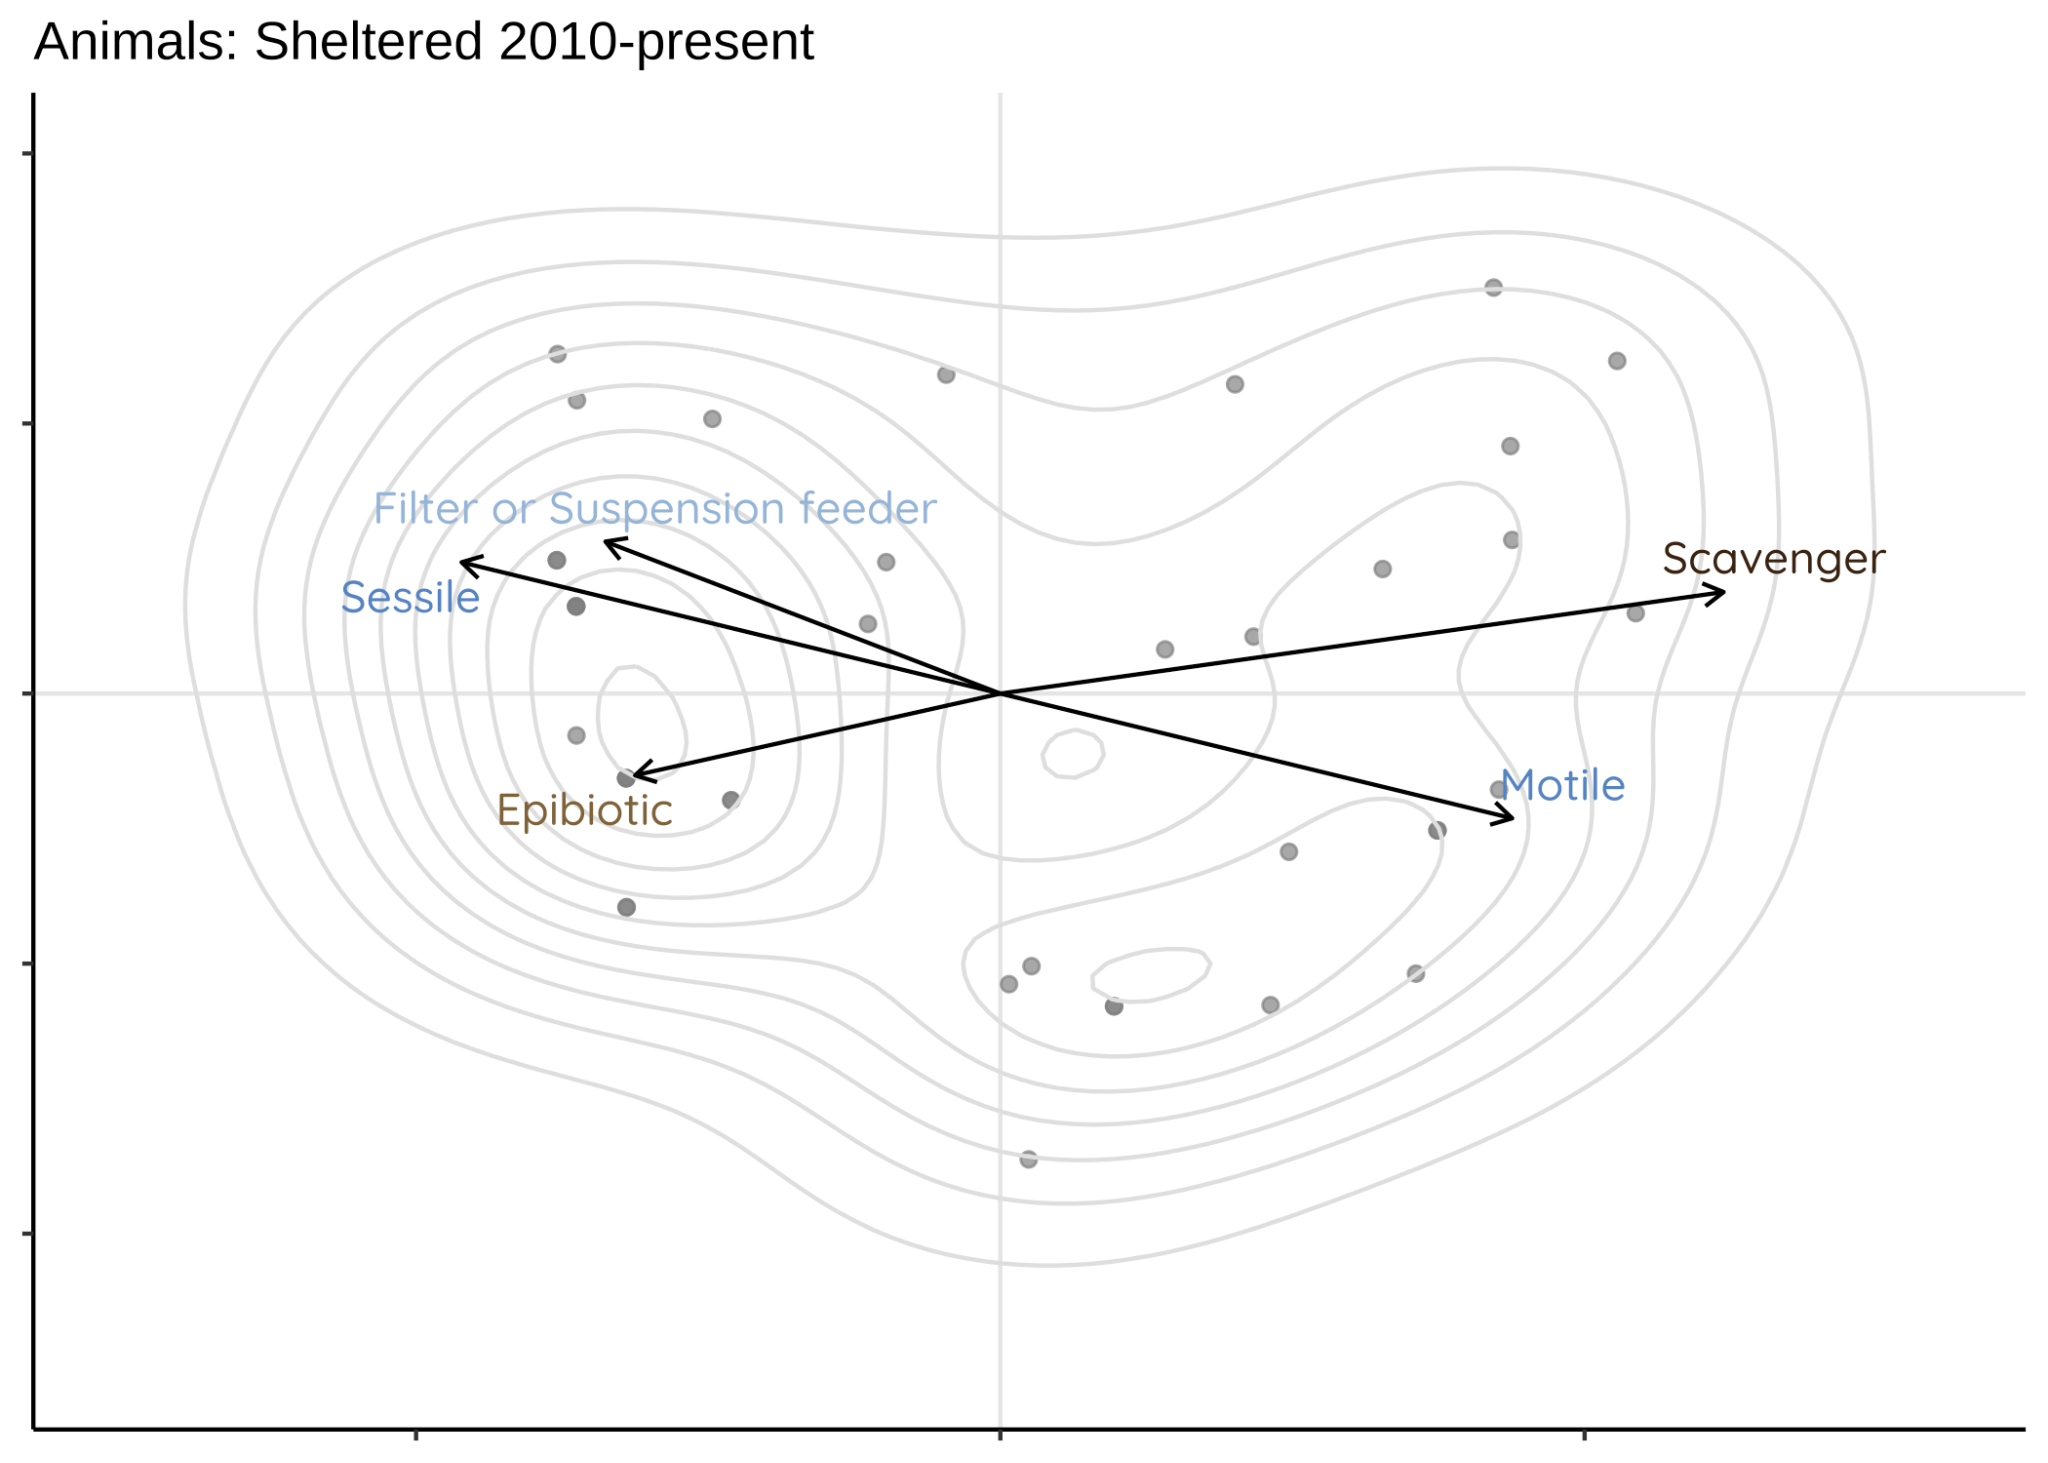 Animals: Sheltered 2010-present
Filter or Suspension feeder
Scavenger
Sessile
Motile
Epibiotic